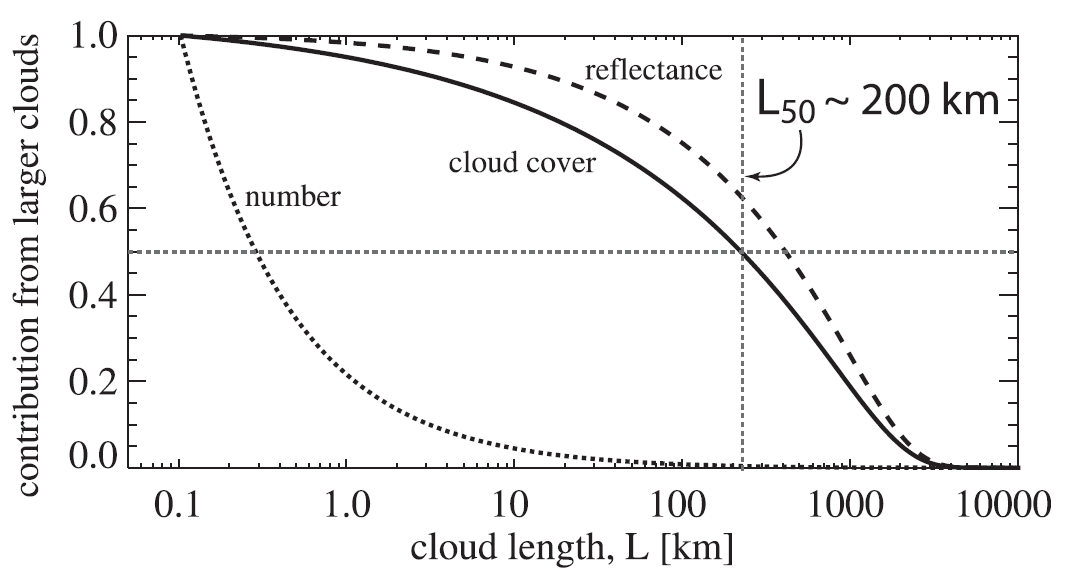 contribution from larger clouds
1.0
0.8
0.6
0.4
0.2
0.0
reflectance
L50 ~ 200 km
cloud cover
number
0.1 1.0 10 100 1000 10000
cloud length, L [km]